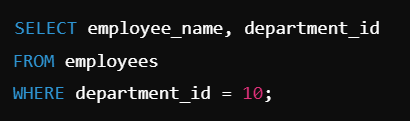 SELECT employee_name, department_id
FROM employees
WHERE department_id = 10;